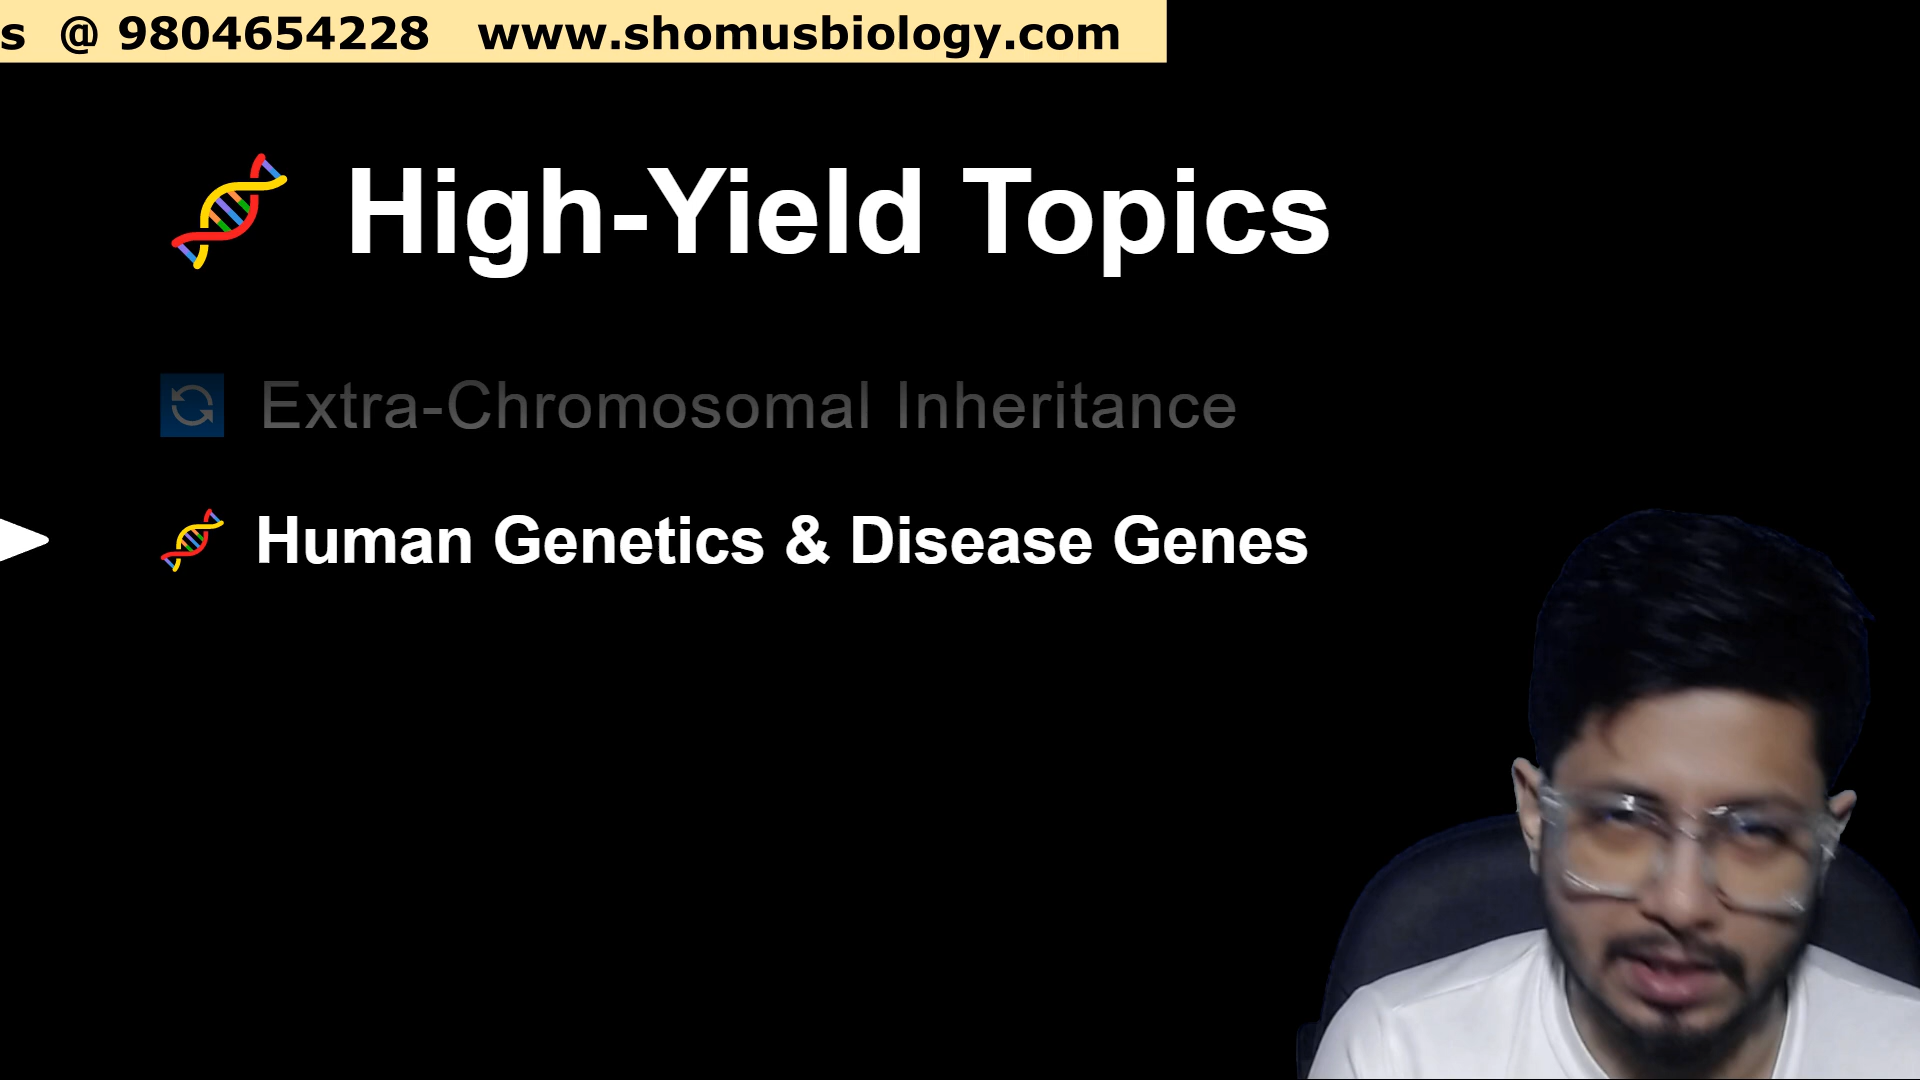 s @ 9804654228 www.shomusbiology.com
High-Yield Topics
Extra-Chromosomal Inheritance
Human Genetics & Disease Genes